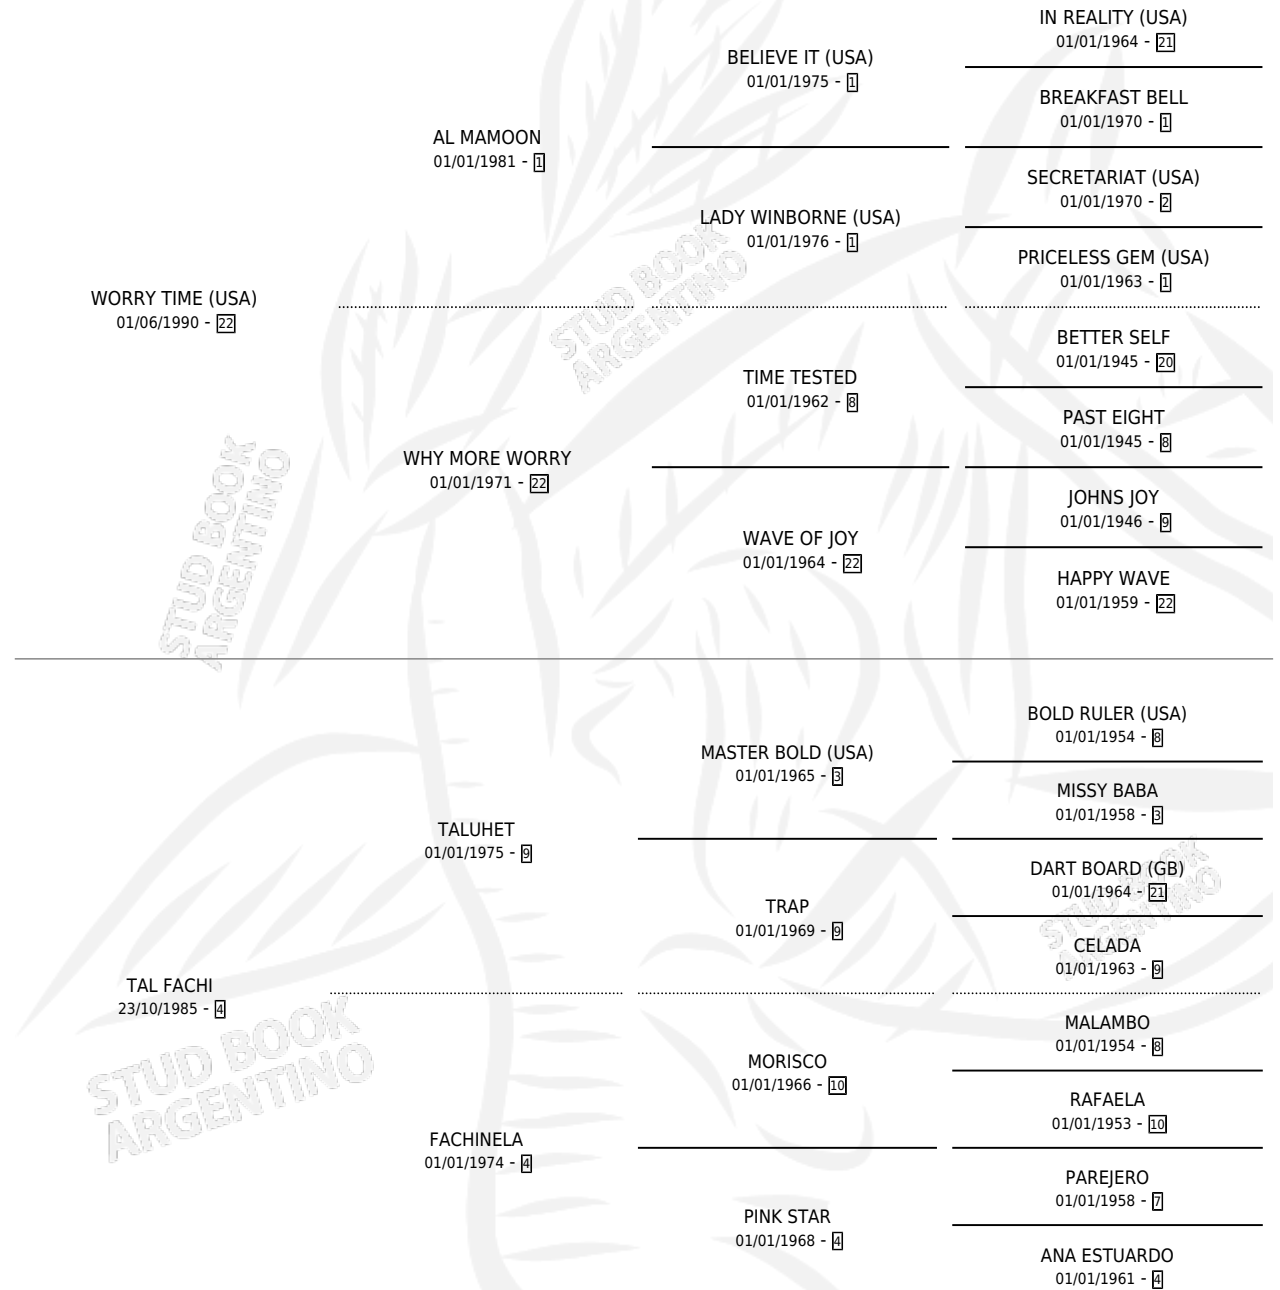 IN REALITY (USA)
01/01/1964 - 21
BELIEVE IT (USA)
01/01/1975 - 1
BREAKFAST BELL
01/01/1970 - 1
AL MAMOON
01/01/1981 - 1
SECRETARIAT (USA)
01/01/1970 - 2
LADY WINBORNE (USA)
01/01/1976 - 1
PRICELESS GEM (USA)
01/01/1963 - 1
WORRY TIME (USA)
01/06/1990 - 22
BETTER SELF
01/01/1945 - 20
TIME TESTED
01/01/1962 - 8
PAST EIGHT
01/01/1945 - 8
WHY MORE WORRY
01/01/1971 - 22
JOHNS JOY
01/01/1946 - 9
WAVE OF JOY
01/01/1964 - 22
HAPPY WAVE
01/01/1959 - 22
STUD BOOK
ARGENTINO
STUD BOOK
ARGENTINO
BOLD RULER (USA)
01/01/1954 - 8
MASTER BOLD (USA)
01/01/1965 - 3
MISSY BABA
01/01/1958 - 3
TALUHET
01/01/1975 - 9
DART BOARD (GB)
01/01/1964 - 21
TRAP
01/01/1969 - 9
CELADA
01/01/1963 - 9
TAL FACHI
23/10/1985 - 4
MALAMBO
01/01/1954 - 8
MORISCO
01/01/1966 - 10
RAFAELA
01/01/1953 - 10
FACHINELA
01/01/1974 - 4
PAREJERO
01/01/1958 - 7
PINK STAR
01/01/1968 - 4
ANA ESTUARDO
01/01/1961 - 4
STUD BOOK
ARGENTINO
STUD BOOK
ARGENTINO